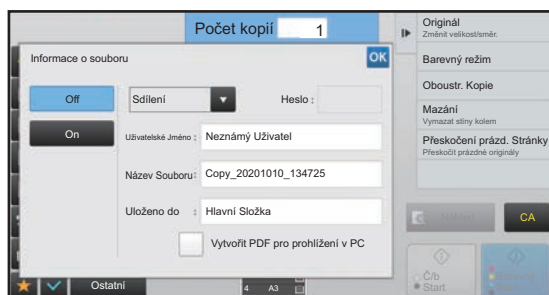 Počet kopií 1
Informace o souboru
OK
Off
On
Sdílení
Heslo :
Uživatelské Jméno : Neznámý Uživatel
Název Souboru : Copy_20201010_134725
Uloženo do : Hlavní Složka
Vytvořit PDF pro prohlížení v PC
Ostatní
4 A3
Originál
Změnit velikost/směr.
Barevný režim
Oboustr. Kopie
Mazání
Vymazat stíny kolem
Přeskočení prázd. Stránky
Přeskočit prázdné originály
CA
Č/b
Start